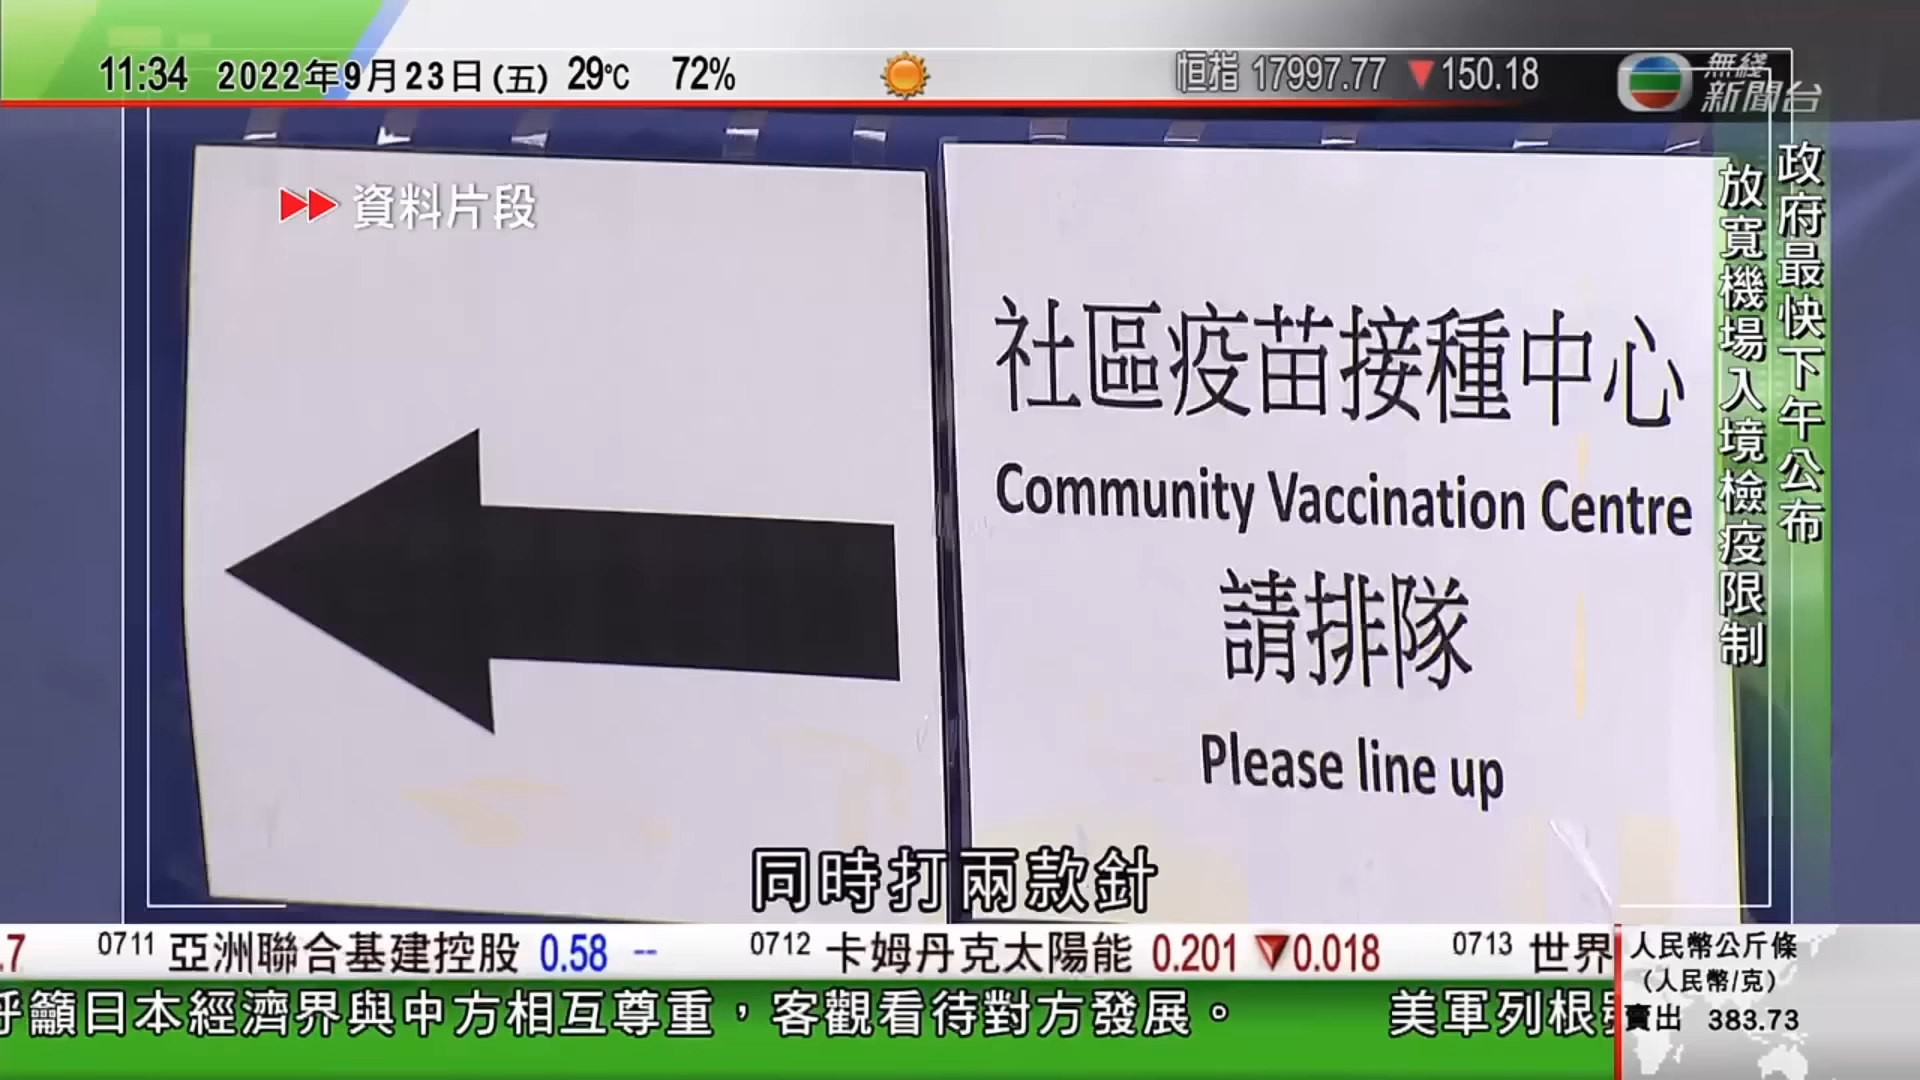 11:34 2022年9月23日(五) 29℃ 72%
恒指 17997.77 ▼150.18
無綫
新聞台
政府最快下午公布
放寬機場入境檢疫限制
資料片段
社區疫苗接種中心
Community Vaccination Centre
請排隊
Please line up
同時打兩款針
.7 0711 亞洲聯合基建控股 0.58 -- 0712 卡姆丹克太陽能 0.201 ▼0.018 0713 世界
籲日本經濟界與中方相互尊重，客觀看待對方發展。 美軍列根
人民幣公斤條
(人民幣/克)
賣出 383.73